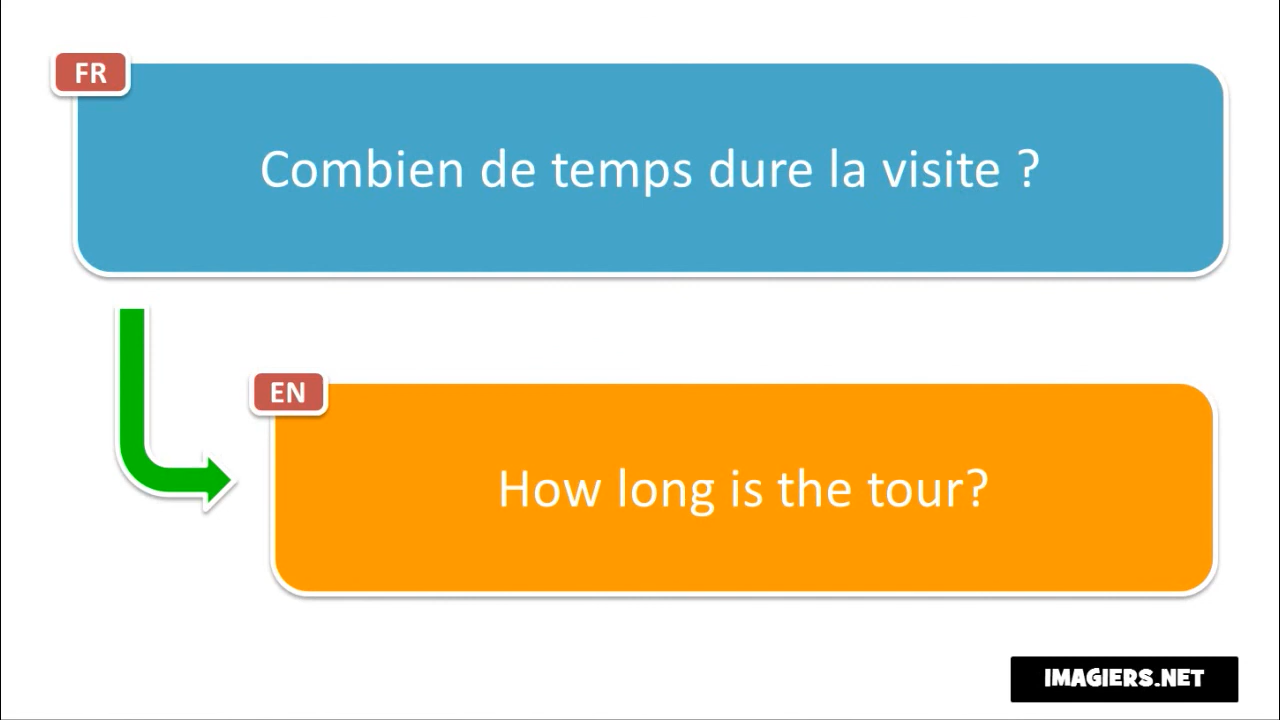 FR
Combien de temps dure la visite ?
EN
How long is the tour?
IMAGIERS.NET